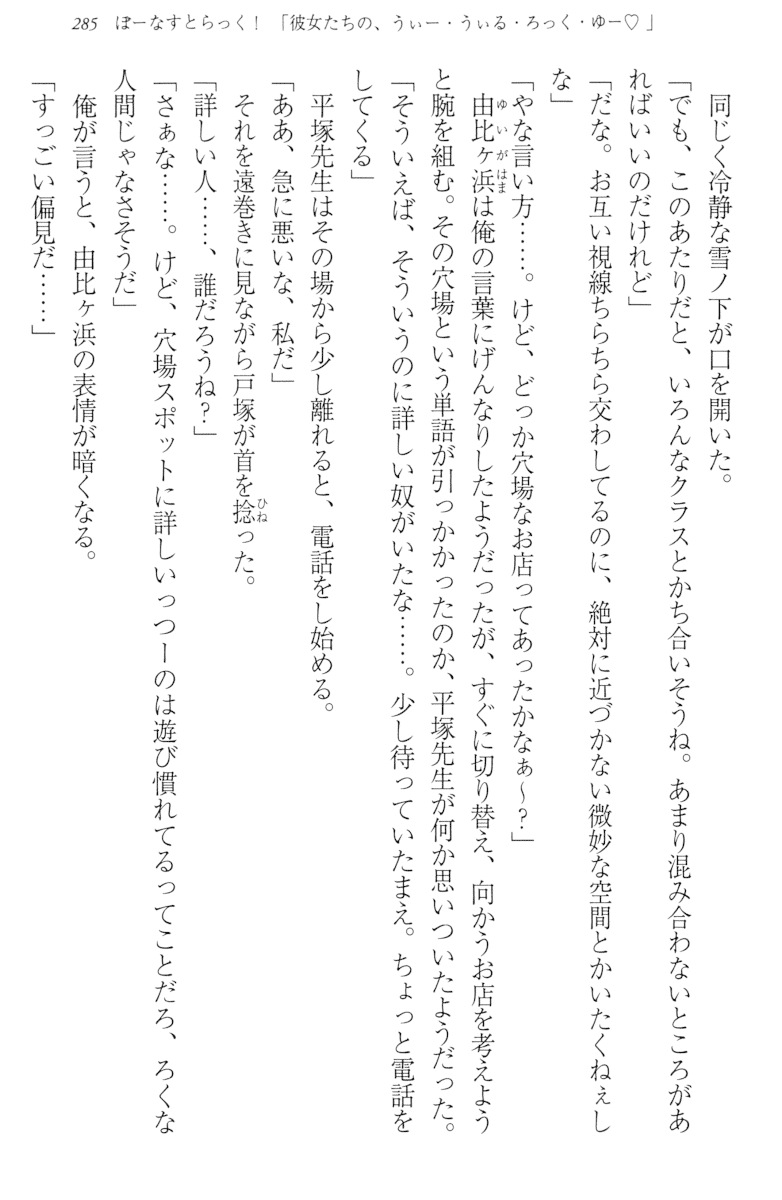 285 ぼーなすとらっく！ 「彼女たちの、うぃー・うぃる・ろっく・ゆー♡」
　同じく冷静な雪ノ下が口を開いた。
「でも、このあたりだと、いろんなクラスとかち合いそうね。あまり混み合わないところがあ
ればいいのだけれど」
「だな。お互い視線ちらちら交わしてるのに、絶対に近づかない微妙な空間とかいたくねぇし
な」
「やな言い方……。けど、どっか穴場なお店ってあったかなぁ～？」
　由比ヶ浜は俺の言葉にげんなりしたようだったが、すぐに切り替え、向かうお店を考えよう
と腕を組む。その穴場という単語が引っかかったのか、平塚先生が何か思いついたようだった。
「そういえば、そういうのに詳しい奴がいたな……。少し待っていたまえ。ちょっと電話を
してくる」
　平塚先生はその場から少し離れると、電話をし始める。
「ああ、急に悪いな、私だ」
　それを遠巻きに見ながら戸塚が首を捻った。
「詳しい人……、誰だろうね？」
「さぁな……。けど、穴場スポットに詳しいっつーのは遊び慣れてるってことだろ、ろくな
人間じゃなさそうだ」
　俺が言うと、由比ヶ浜の表情が暗くなる。
「すっごい偏見だ……」